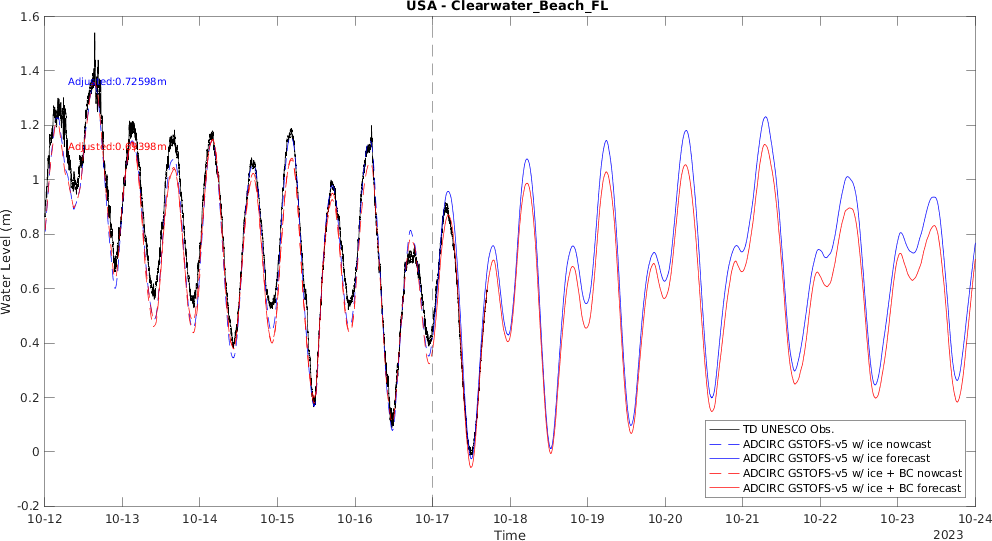 USA - Clearwater_Beach_FL
1.6
1.4
1.2
1
0.8
0.6
0.4
0.2
0
-0.2
Water Level (m)
Adjusted:0.72598m
TD UNESCO Obs.
ADCIRC GSTOFS-v5 w/ ice nowcast
ADCIRC GSTOFS-v5 w/ ice forecast
ADCIRC GSTOFS-v5 w/ ice + BC nowcast
ADCIRC GSTOFS-v5 w/ ice + BC forecast
10-12 10-13 10-14 10-15 10-16 10-17 10-18 10-19 10-20 10-21 10-22 10-23 10-24
Time
2023